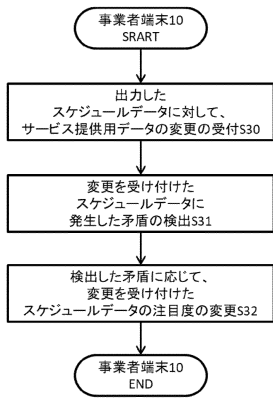 事業者端末10
SRART
出力した
スケジュールデータに対して、
サービス提供用データの変更の受付S30
変更を受け付けた
スケジュールデータに
発生した矛盾の検出S31
検出した矛盾に応じて、
変更を受け付けた
スケジュールデータの注目度の変更S32
事業者端末10
END